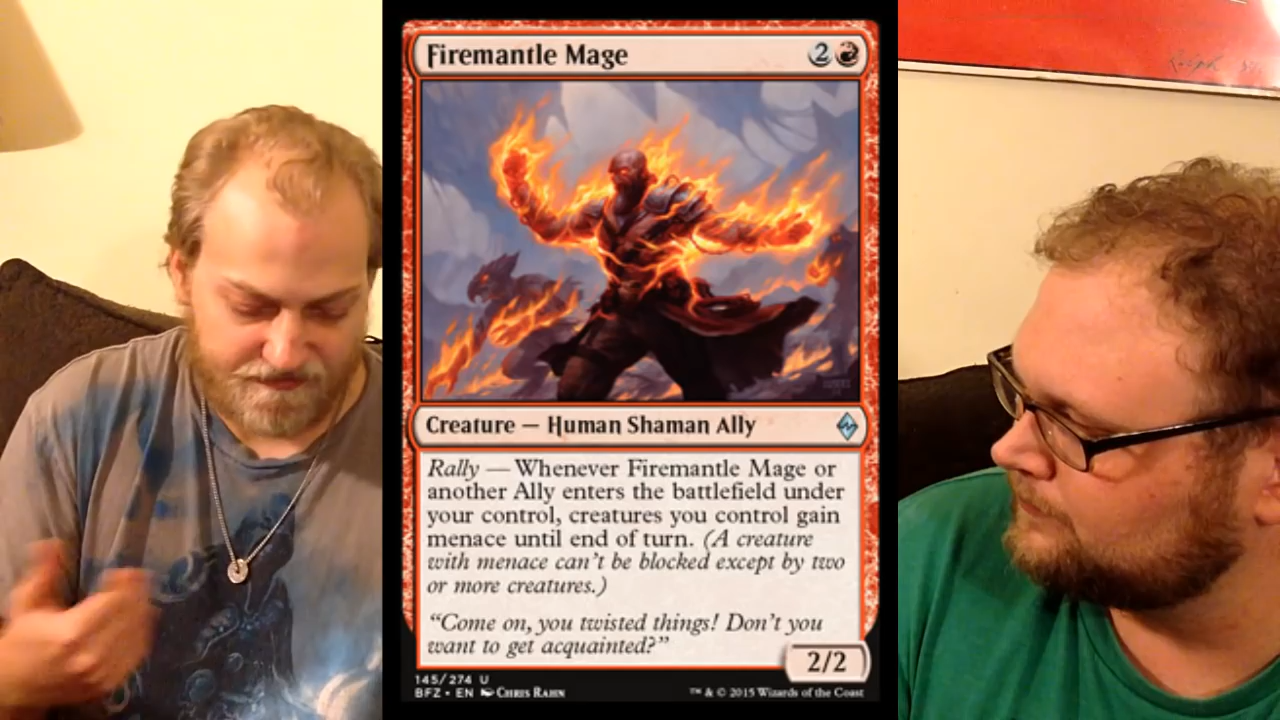 Firemantle Mage 2
Creature — Human Shaman Ally
Rally — Whenever Firemantle Mage or
another Ally enters the battlefield under
your control, creatures you control gain
menace until end of turn. (A creature
with menace can't be blocked except by two
or more creatures.)
"Come on, you twisted things! Don't you
want to get acquainted?"
2/2
145/274 U
BFZ • EN Chris Rahn ™ & © 2015 Wizards of the Coast